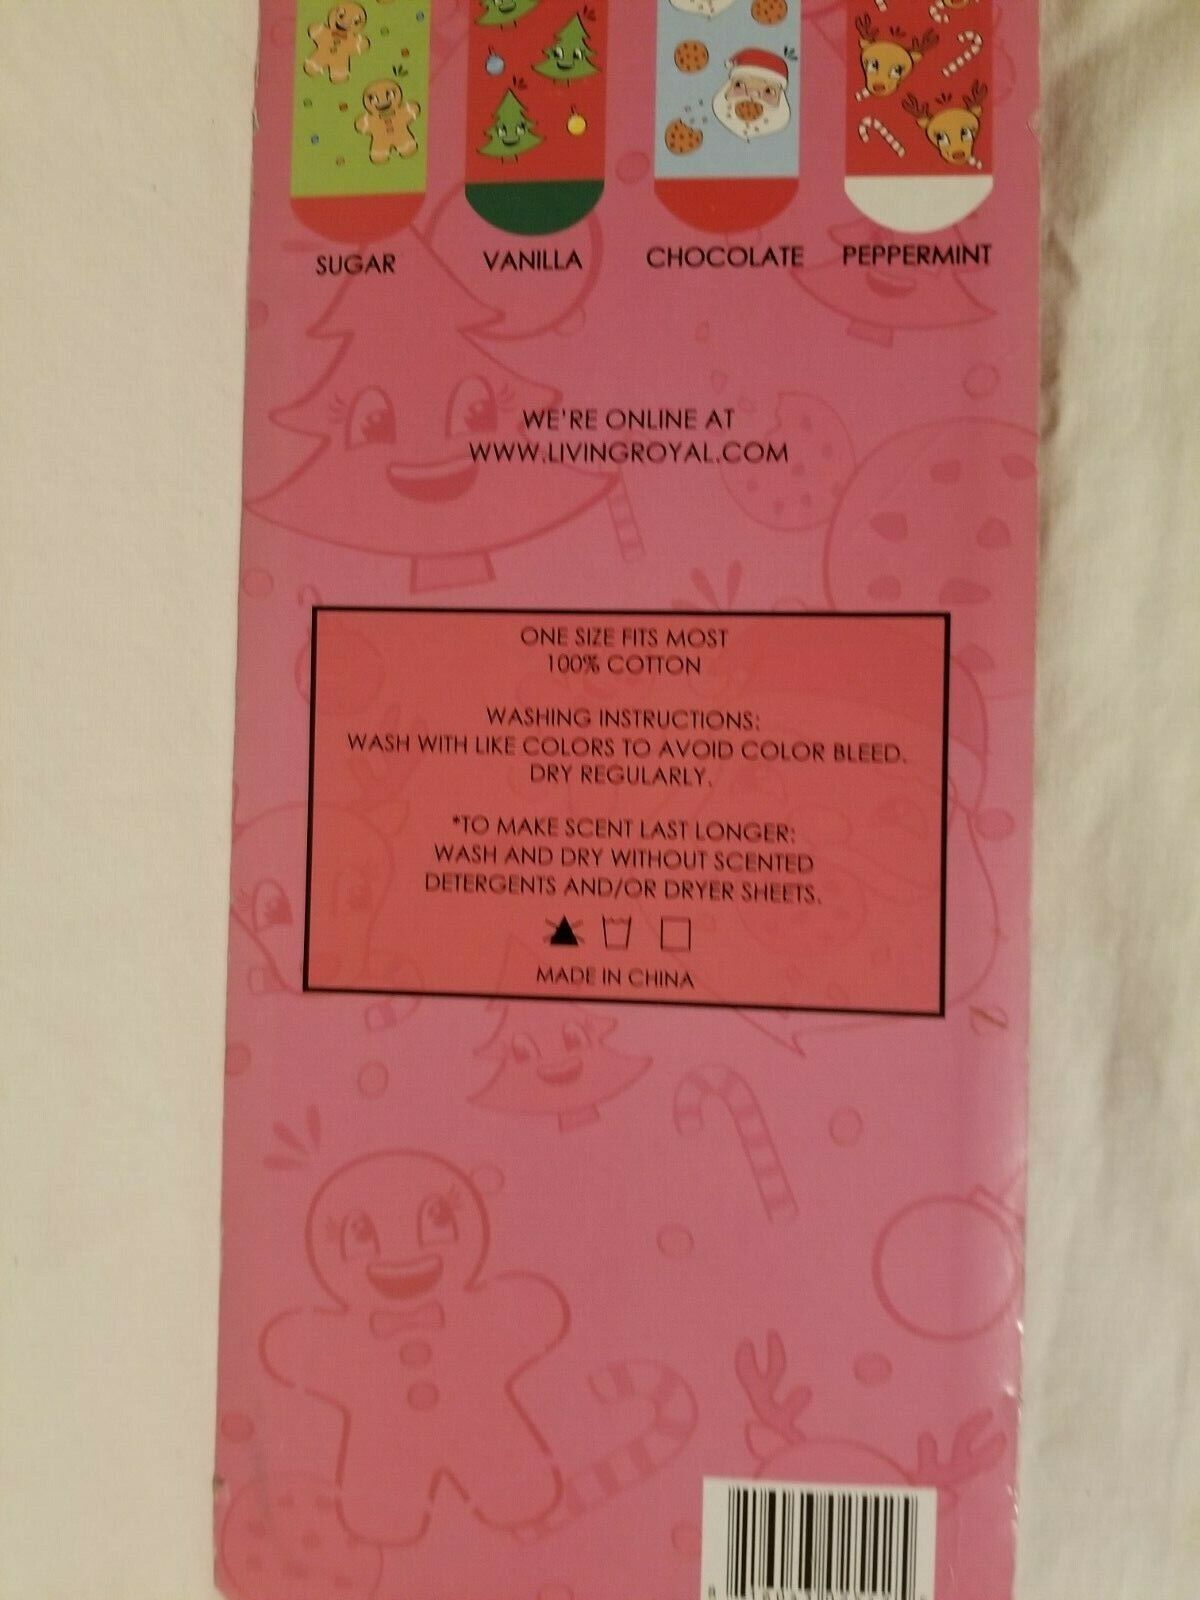 SUGAR VANILLA CHOCOLATE PEPPERMINT
WE'RE ONLINE AT
WWW.LIVINGROYAL.COM
ONE SIZE FITS MOST
100% COTTON
WASHING INSTRUCTIONS:
WASH WITH LIKE COLORS TO AVOID COLOR BLEED.
DRY REGULARLY.
*TO MAKE SCENT LAST LONGER:
WASH AND DRY WITHOUT SCENTED
DETERGENTS AND/OR DRYER SHEETS.
MADE IN CHINA